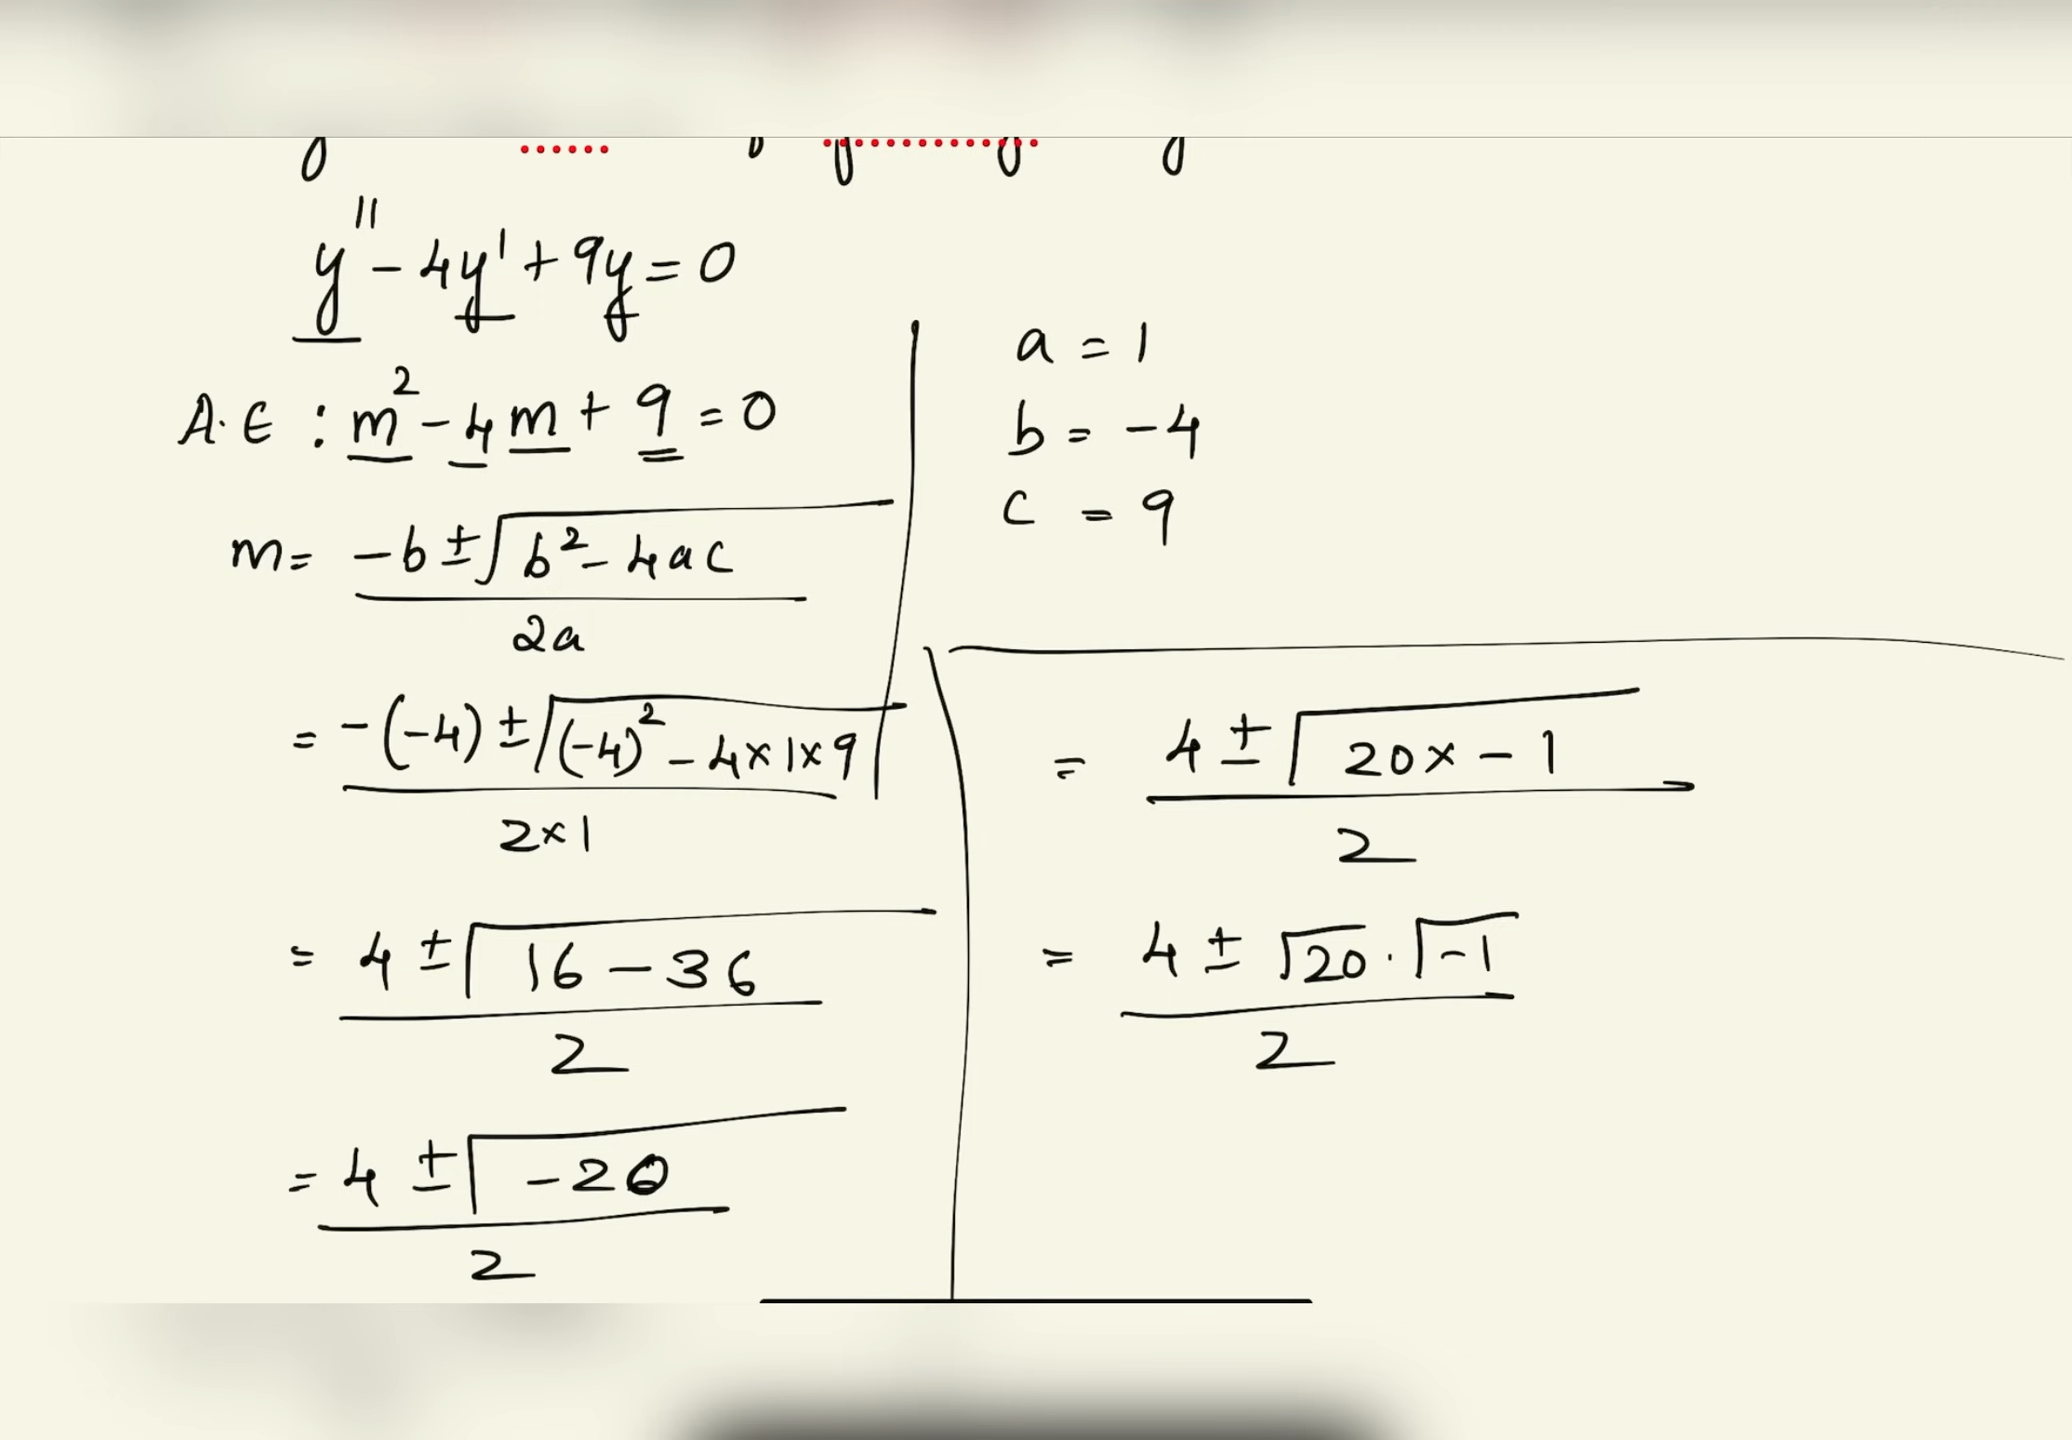 y'' - 4y' + 9y = 0
A.E : m² - 4m + 9 = 0
m = (-b ± √(b² - 4ac)) / 2a
= (-(-4) ± √((-4)² - 4×1×9)) / 2×1
= (4 ± √(16 - 36)) / 2
= (4 ± √(-20)) / 2
a = 1
b = -4
c = 9
= (4 ± √(20× -1)) / 2
= (4 ± √20 · √-1) / 2